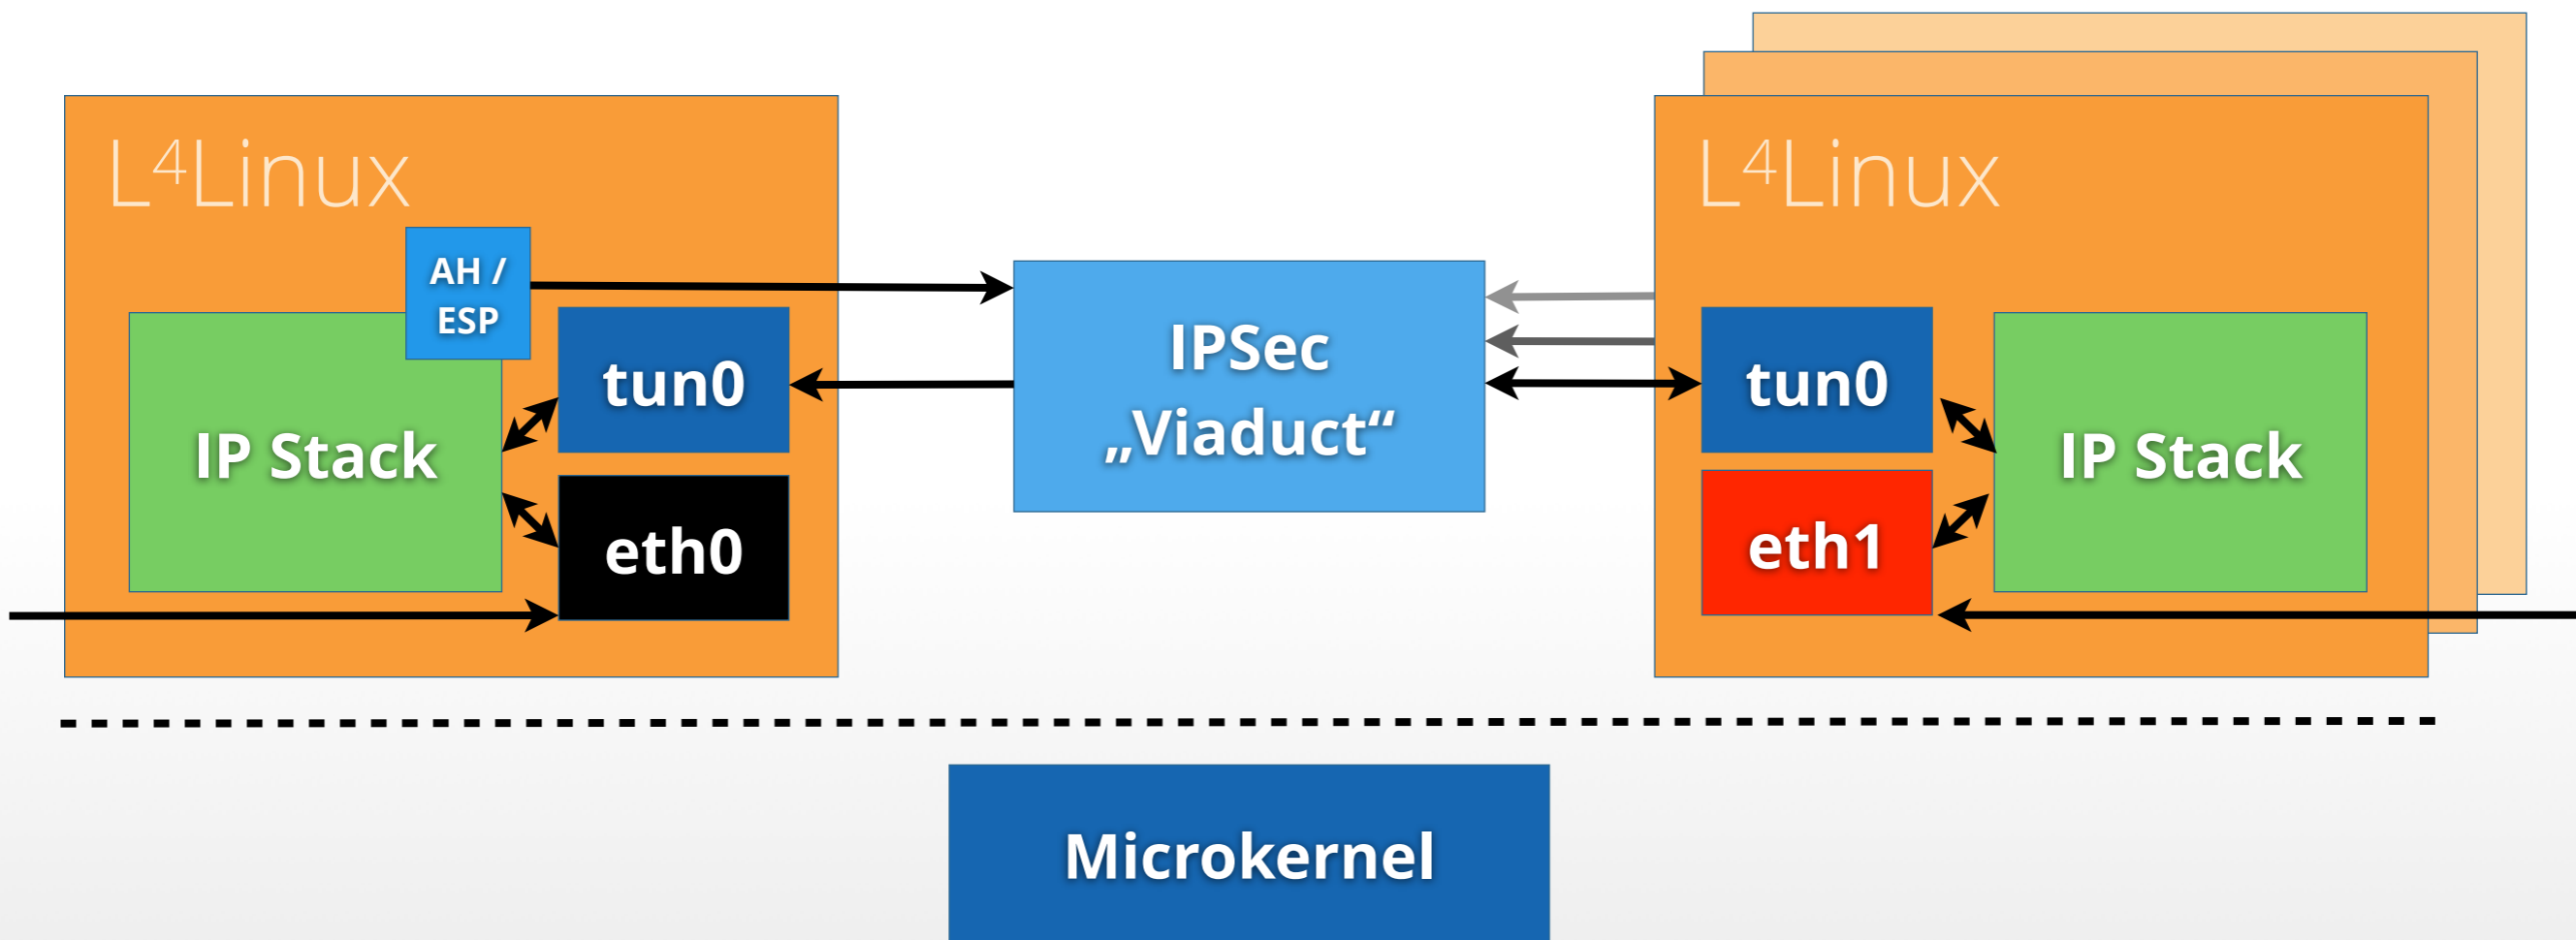 L⁴Linux
AH /
ESP
IP Stack
tun0
eth0
IPSec
„Viaduct“
L⁴Linux
tun0
eth1
IP Stack
Microkernel